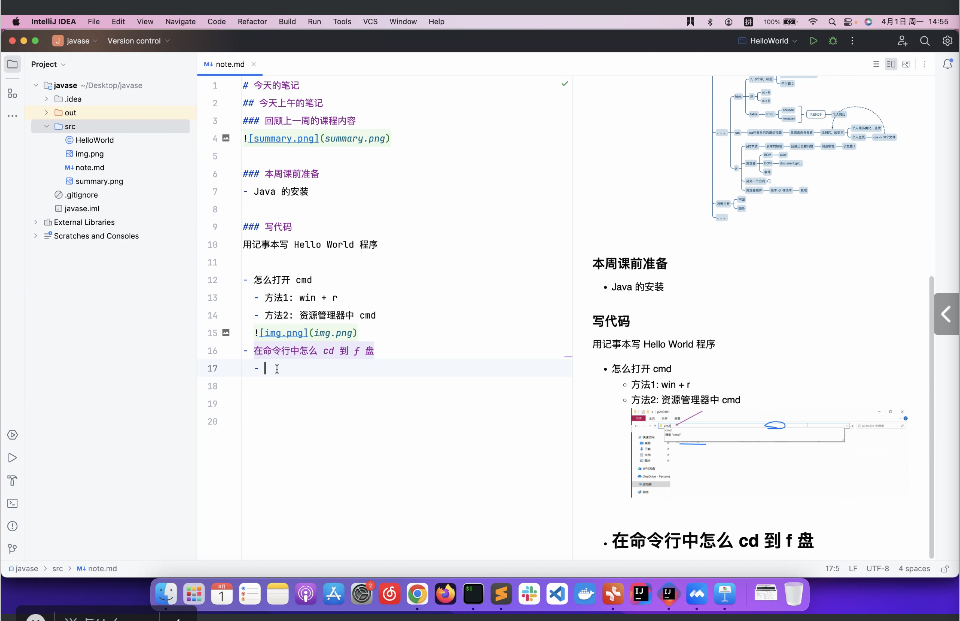 IntelliJ IDEA File Edit View Navigate Code Refactor Build Run Tools VCS Window Help 100% 4月1日 周一 14:56
javase Version control HelloWorld
Project
note.md
javase ~/Desktop/javase
.idea
out
src
HelloWorld
img.png
note.md
summary.png
.gitignore
javase.iml
External Libraries
Scratches and Consoles
1 # 今天的笔记
2 ## 今天上午的笔记
3 ### 回顾上一周的课程内容
4 ![summary.png](summary.png)
5
6 ### 本周课前准备
7 - Java 的安装
8
9 ### 写代码
10 用记事本写 Hello World 程序
11
12 - 怎么打开 cmd
13 - 方法1: win + r
14 - 方法2: 资源管理器中 cmd
15 ![img.png](img.png)
16 - 在命令行中怎么 cd 到 f 盘
17 -
18
19
20
本周课前准备
• Java 的安装
写代码
用记事本写 Hello World 程序
• 怎么打开 cmd
◦ 方法1: win + r
◦ 方法2: 资源管理器中 cmd
• 在命令行中怎么 cd 到 f 盘
javase > src > note.md 17:5 LF UTF-8 4 spaces